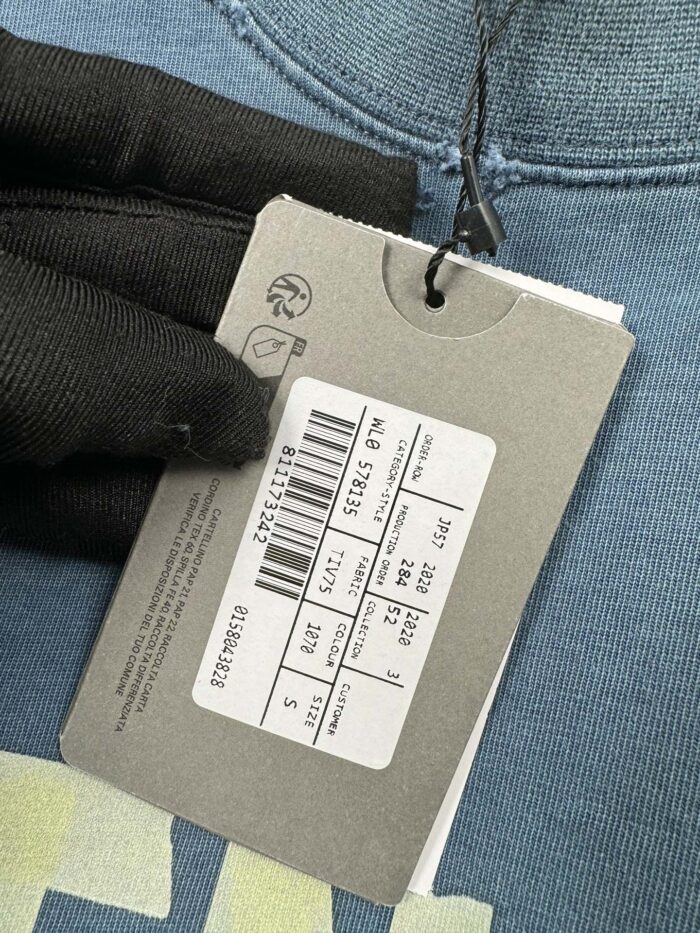 FR
ORDER-ROW
JP57 2020 2020 3
CATEGORY-STYLE PRODUCTION ORDER COLLECTION CUSTOMER
284 52
WL0 578135 FABRIC COLOUR SIZE
TIV75 1070 S
811173242
0158043828
CARTELLINO PAP 21, PAP 22 RACCOLTA CARTA
CORDINO TEX 60, SPILLA FE 40, RACCOLTA DIFFERENZIATA
VERIFICA LE DISPOSIZIONI DEL TUO COMUNE